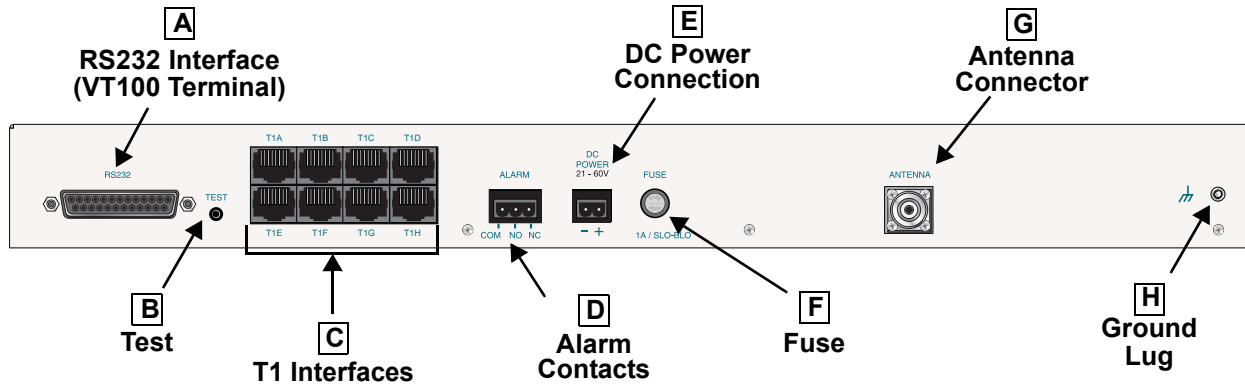 A
RS232 Interface
(VT100 Terminal)
E
DC Power
Connection
G
Antenna
Connector
T1A T1B T1C T1D
RS232
TEST
ALARM
DC
POWER
21 - 60V
FUSE
ANTENNA
T1E T1F T1G T1H
COM NO NC
- +
1A / SLO-BLO
B
Test
C
T1 Interfaces
D
Alarm
Contacts
F
Fuse
H
Ground
Lug